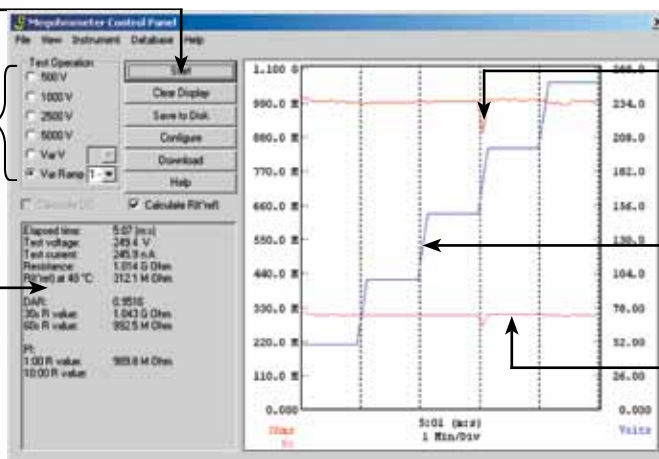 Megohmmeter Control Panel
File View Instrument Database Help
Test Operation
500 V
1000 V
2500 V
5000 V
Var V
Var Ramp 1 -
Start
Clear Display
Save to Disk
Configure
Download
Help
Calculate R(t°ref)
Elapsed time: 5:07 (m:s)
Test voltage: 249.4 V
Test current: 245.9 nA
Resistance: 1.014 G Ohm
R(t°ref) at 40 °C: 312.1 M Ohm
DAR: 0.9516
30s R value: 1.043 G Ohm
60s R value: 992.5 M Ohm
PI:
1:00 R value: 989.8 M Ohm
10:00 R value:
1.100 G
990.0 M
880.0 M
770.0 M
660.0 M
550.0 M
440.0 M
330.0 M
220.0 M
110.0 M
0.000
260.0
234.0
208.0
182.0
156.0
130.0
104.0
78.00
52.00
26.00
0.000
Ohms
5:01 (m:s)
1 Min/Div
Volts